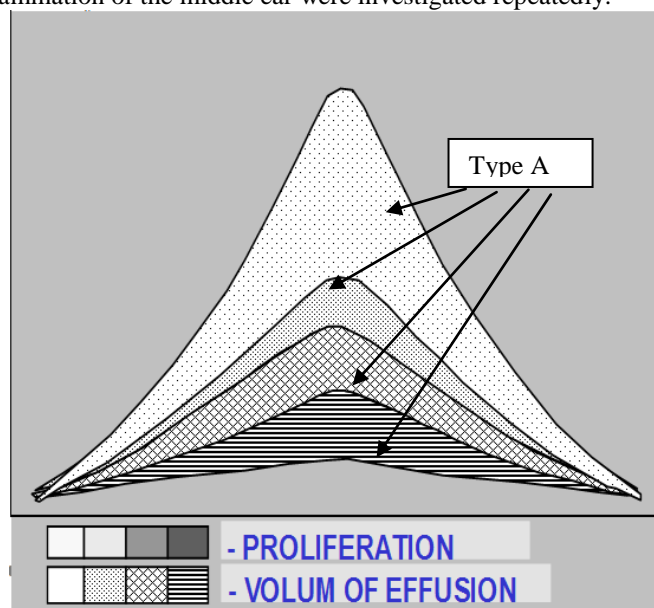 ammation of the middle ear were investigated repeatedly.
Type A
- PROLIFERATION
- VOLUM OF EFFUSION